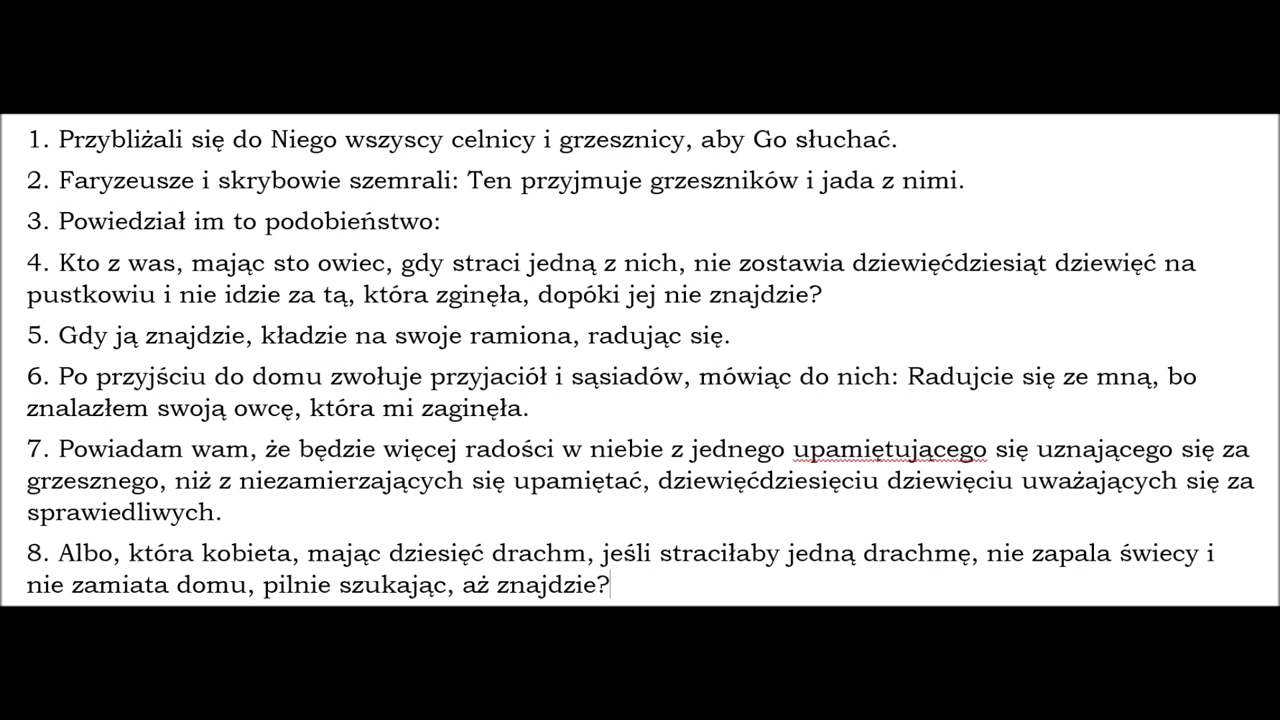 1. Przybliżali się do Niego wszyscy celnicy i grzesznicy, aby Go słuchać.
2. Faryzeusze i skrybowie szemrali: Ten przyjmuje grzeszników i jada z nimi.
3. Powiedział im to podobieństwo:
4. Kto z was, mając sto owiec, gdy straci jedną z nich, nie zostawia dziewięćdziesiąt dziewięć na
pustkowiu i nie idzie za tą, która zginęła, dopóki jej nie znajdzie?
5. Gdy ją znajdzie, kładzie na swoje ramiona, radując się.
6. Po przyjściu do domu zwołuje przyjaciół i sąsiadów, mówiąc do nich: Radujcie się ze mną, bo
znalazłem swoją owcę, która mi zaginęła.
7. Powiadam wam, że będzie więcej radości w niebie z jednego upamiętującego się uznającego się za
grzesznego, niż z niezamierzających się upamiętać, dziewięćdziesięciu dziewięciu uważających się za
sprawiedliwych.
8. Albo, która kobieta, mając dziesięć drachm, jeśli straciłaby jedną drachmę, nie zapala świecy i
nie zamiata domu, pilnie szukając, aż znajdzie?